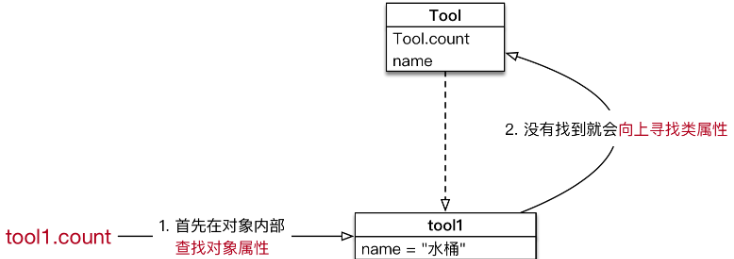 Tool
Tool.count
name
2. 没有找到就会向上寻找类属性
tool1.count
1. 首先在对象内部
查找对象属性
tool1
name = "水桶"